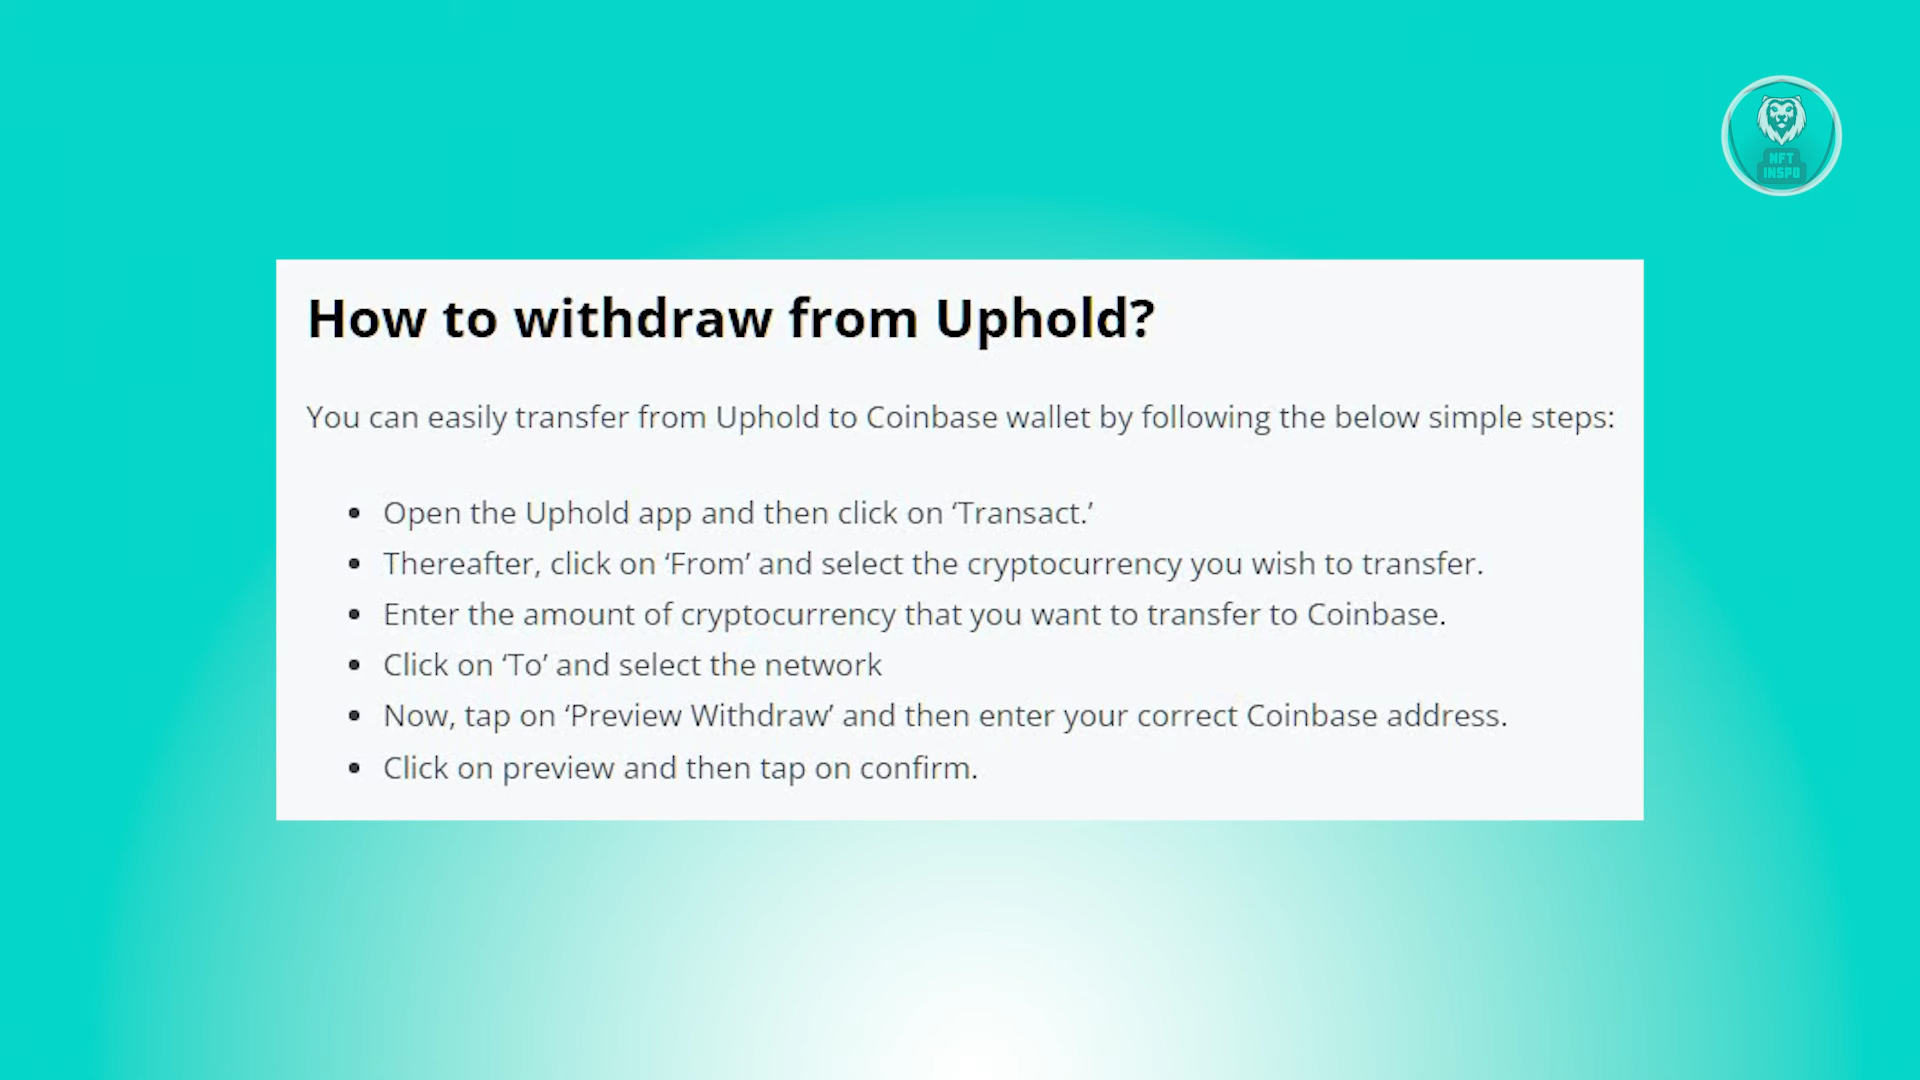 NFT
INSPO
How to withdraw from Uphold?
You can easily transfer from Uphold to Coinbase wallet by following the below simple steps:
• Open the Uphold app and then click on ‘Transact.’
• Thereafter, click on ‘From’ and select the cryptocurrency you wish to transfer.
• Enter the amount of cryptocurrency that you want to transfer to Coinbase.
• Click on ‘To’ and select the network
• Now, tap on ‘Preview Withdraw’ and then enter your correct Coinbase address.
• Click on preview and then tap on confirm.